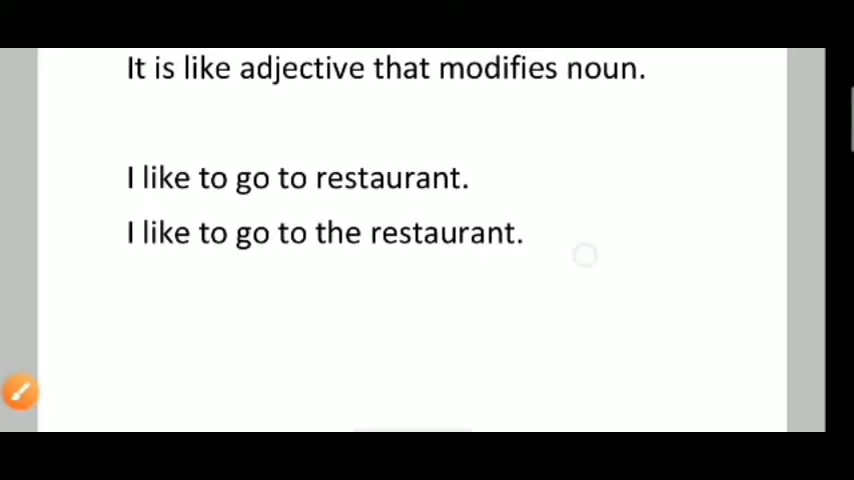 It is like adjective that modifies noun.
I like to go to restaurant.
I like to go to the restaurant.